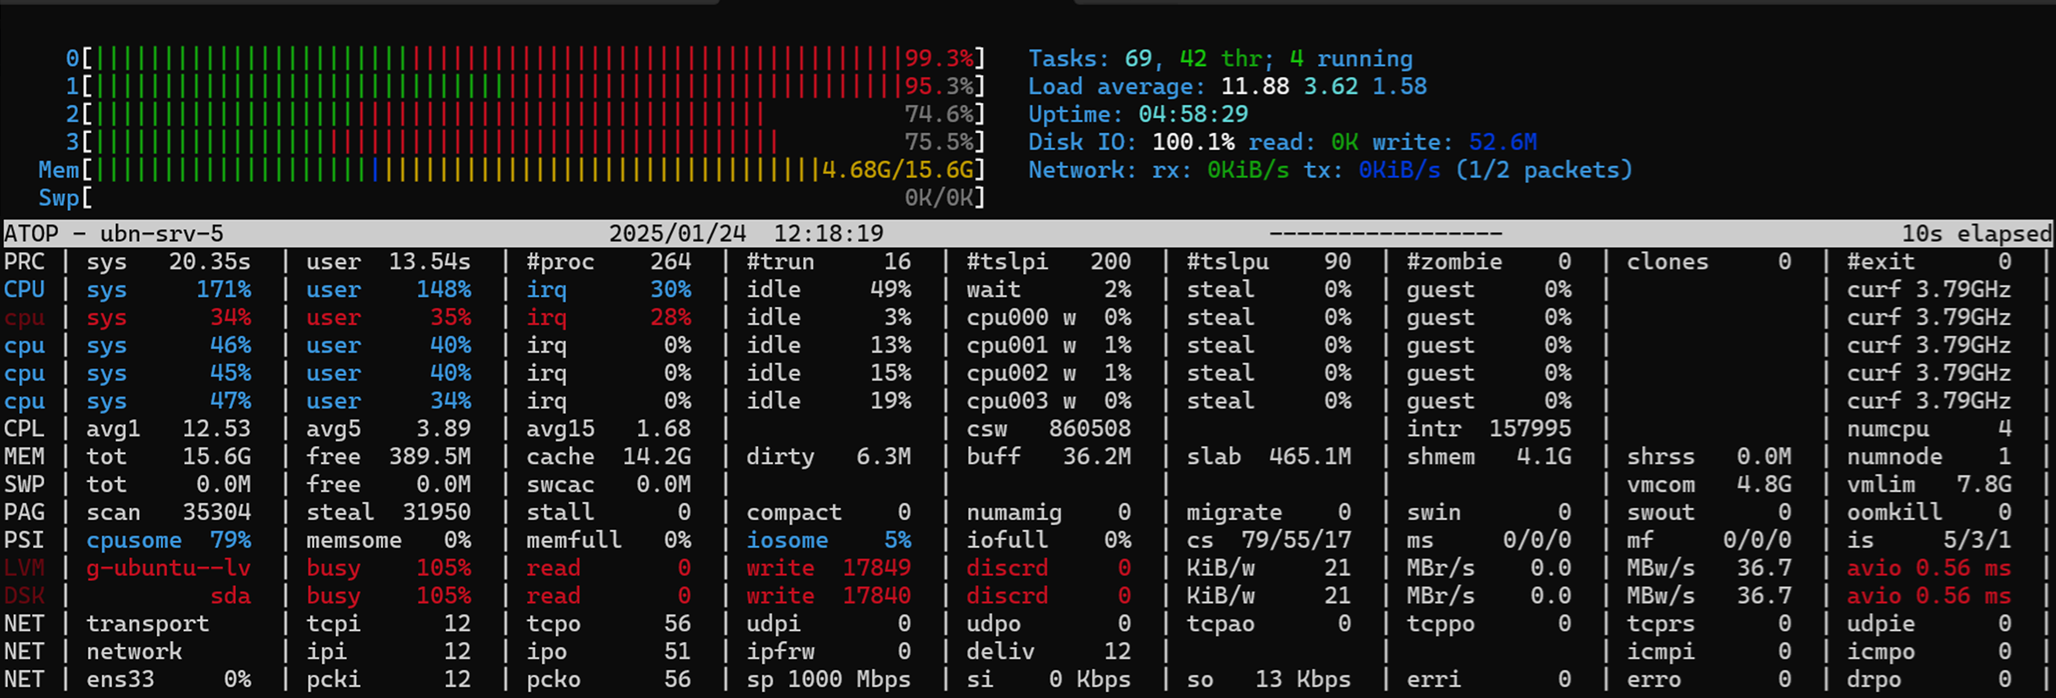 0[ 99.3%] Tasks: 69, 42 thr; 4 running
1[ 95.3%] Load average: 11.88 3.62 1.58
2[ 74.6%] Uptime: 04:58:29
3[ 75.5%] Disk IO: 100.1% read: 0K write: 52.6M
Mem[ 4.68G/15.6G] Network: rx: 0KiB/s tx: 0KiB/s (1/2 packets)
Swp[ 0K/0K]
ATOP - ubn-srv-5 2025/01/24 12:18:19 ----------------- 10s elapsed
PRC | sys 20.35s | user 13.54s | #proc 264 | #trun 16 | #tslpi 200 | #tslpu 90 | #zombie 0 | clones 0 | #exit 0 |
CPU | sys 171% | user 148% | irq 30% | idle 49% | wait 2% | steal 0% | guest 0% | | curf 3.79GHz |
cpu | sys 34% | user 35% | irq 28% | idle 3% | cpu000 w 0% | steal 0% | guest 0% | | curf 3.79GHz |
cpu | sys 46% | user 40% | irq 0% | idle 13% | cpu001 w 1% | steal 0% | guest 0% | | curf 3.79GHz |
cpu | sys 45% | user 40% | irq 0% | idle 15% | cpu002 w 1% | steal 0% | guest 0% | | curf 3.79GHz |
cpu | sys 47% | user 34% | irq 0% | idle 19% | cpu003 w 0% | steal 0% | guest 0% | | curf 3.79GHz |
CPL | avg1 12.53 | avg5 3.89 | avg15 1.68 | | csw 860508 | | intr 157995 | | numcpu 4 |
MEM | tot 15.6G | free 389.5M | cache 14.2G | dirty 6.3M | buff 36.2M | slab 465.1M | shmem 4.1G | shrss 0.0M | numnode 1 |
SWP | tot 0.0M | free 0.0M | swcac 0.0M | | | | | vmcom 4.8G | vmlim 7.8G |
PAG | scan 35304 | steal 31950 | stall 0 | compact 0 | numamig 0 | migrate 0 | swin 0 | swout 0 | oomkill 0 |
PSI | cpusome 79% | memsome 0% | memfull 0% | iosome 5% | iofull 0% | cs 79/55/17 | ms 0/0/0 | mf 0/0/0 | is 5/3/1 |
LVM | g-ubuntu--lv | busy 105% | read 0 | write 17849 | discrd 0 | KiB/w 21 | MBr/s 0.0 | MBw/s 36.7 | avio 0.56 ms |
DSK | sda | busy 105% | read 0 | write 17840 | discrd 0 | KiB/w 21 | MBr/s 0.0 | MBw/s 36.7 | avio 0.56 ms |
NET | transport | tcpi 12 | tcpo 56 | udpi 0 | udpo 0 | tcpao 0 | tcppo 0 | tcprs 0 | udpie 0 |
NET | network | ipi 12 | ipo 51 | ipfrw 0 | deliv 12 | | | icmpi 0 | icmpo 0 |
NET | ens33 0% | pcki 12 | pcko 56 | sp 1000 Mbps | si 0 Kbps | so 13 Kbps | erri 0 | erro 0 | drpo 0 |